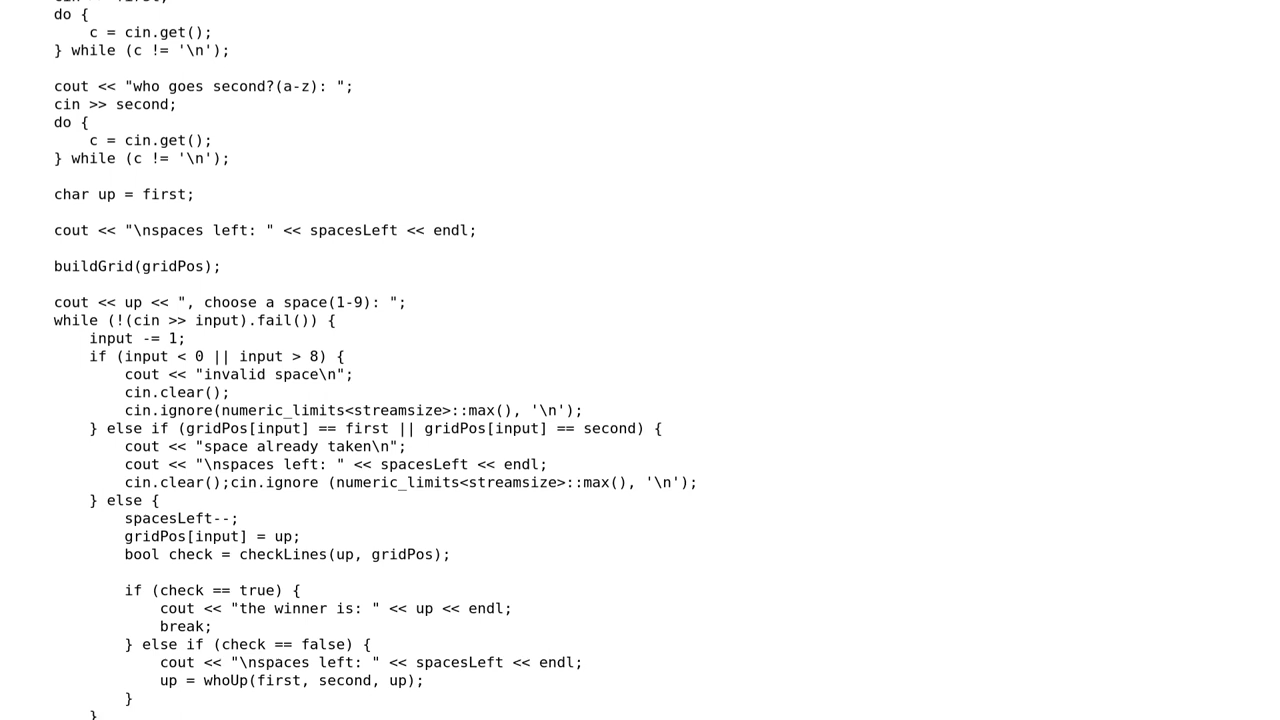 do {
    c = cin.get();
} while (c != '\n');

cout << "who goes second?(a-z): ";
cin >> second;
do {
    c = cin.get();
} while (c != '\n');

char up = first;

cout << "\nspaces left: " << spacesLeft << endl;

buildGrid(gridPos);

cout << up << ", choose a space(1-9): ";
while (!(cin >> input).fail()) {
    input -= 1;
    if (input < 0 || input > 8) {
        cout << "invalid space\n";
        cin.clear();
        cin.ignore(numeric_limits<streamsize>::max(), '\n');
    } else if (gridPos[input] == first || gridPos[input] == second) {
        cout << "space already taken\n";
        cout << "\nspaces left: " << spacesLeft << endl;
        cin.clear();cin.ignore (numeric_limits<streamsize>::max(), '\n');
    } else {
        spacesLeft--;
        gridPos[input] = up;
        bool check = checkLines(up, gridPos);

        if (check == true) {
            cout << "the winner is: " << up << endl;
            break;
        } else if (check == false) {
            cout << "\nspaces left: " << spacesLeft << endl;
            up = whoUp(first, second, up);
        }
    }